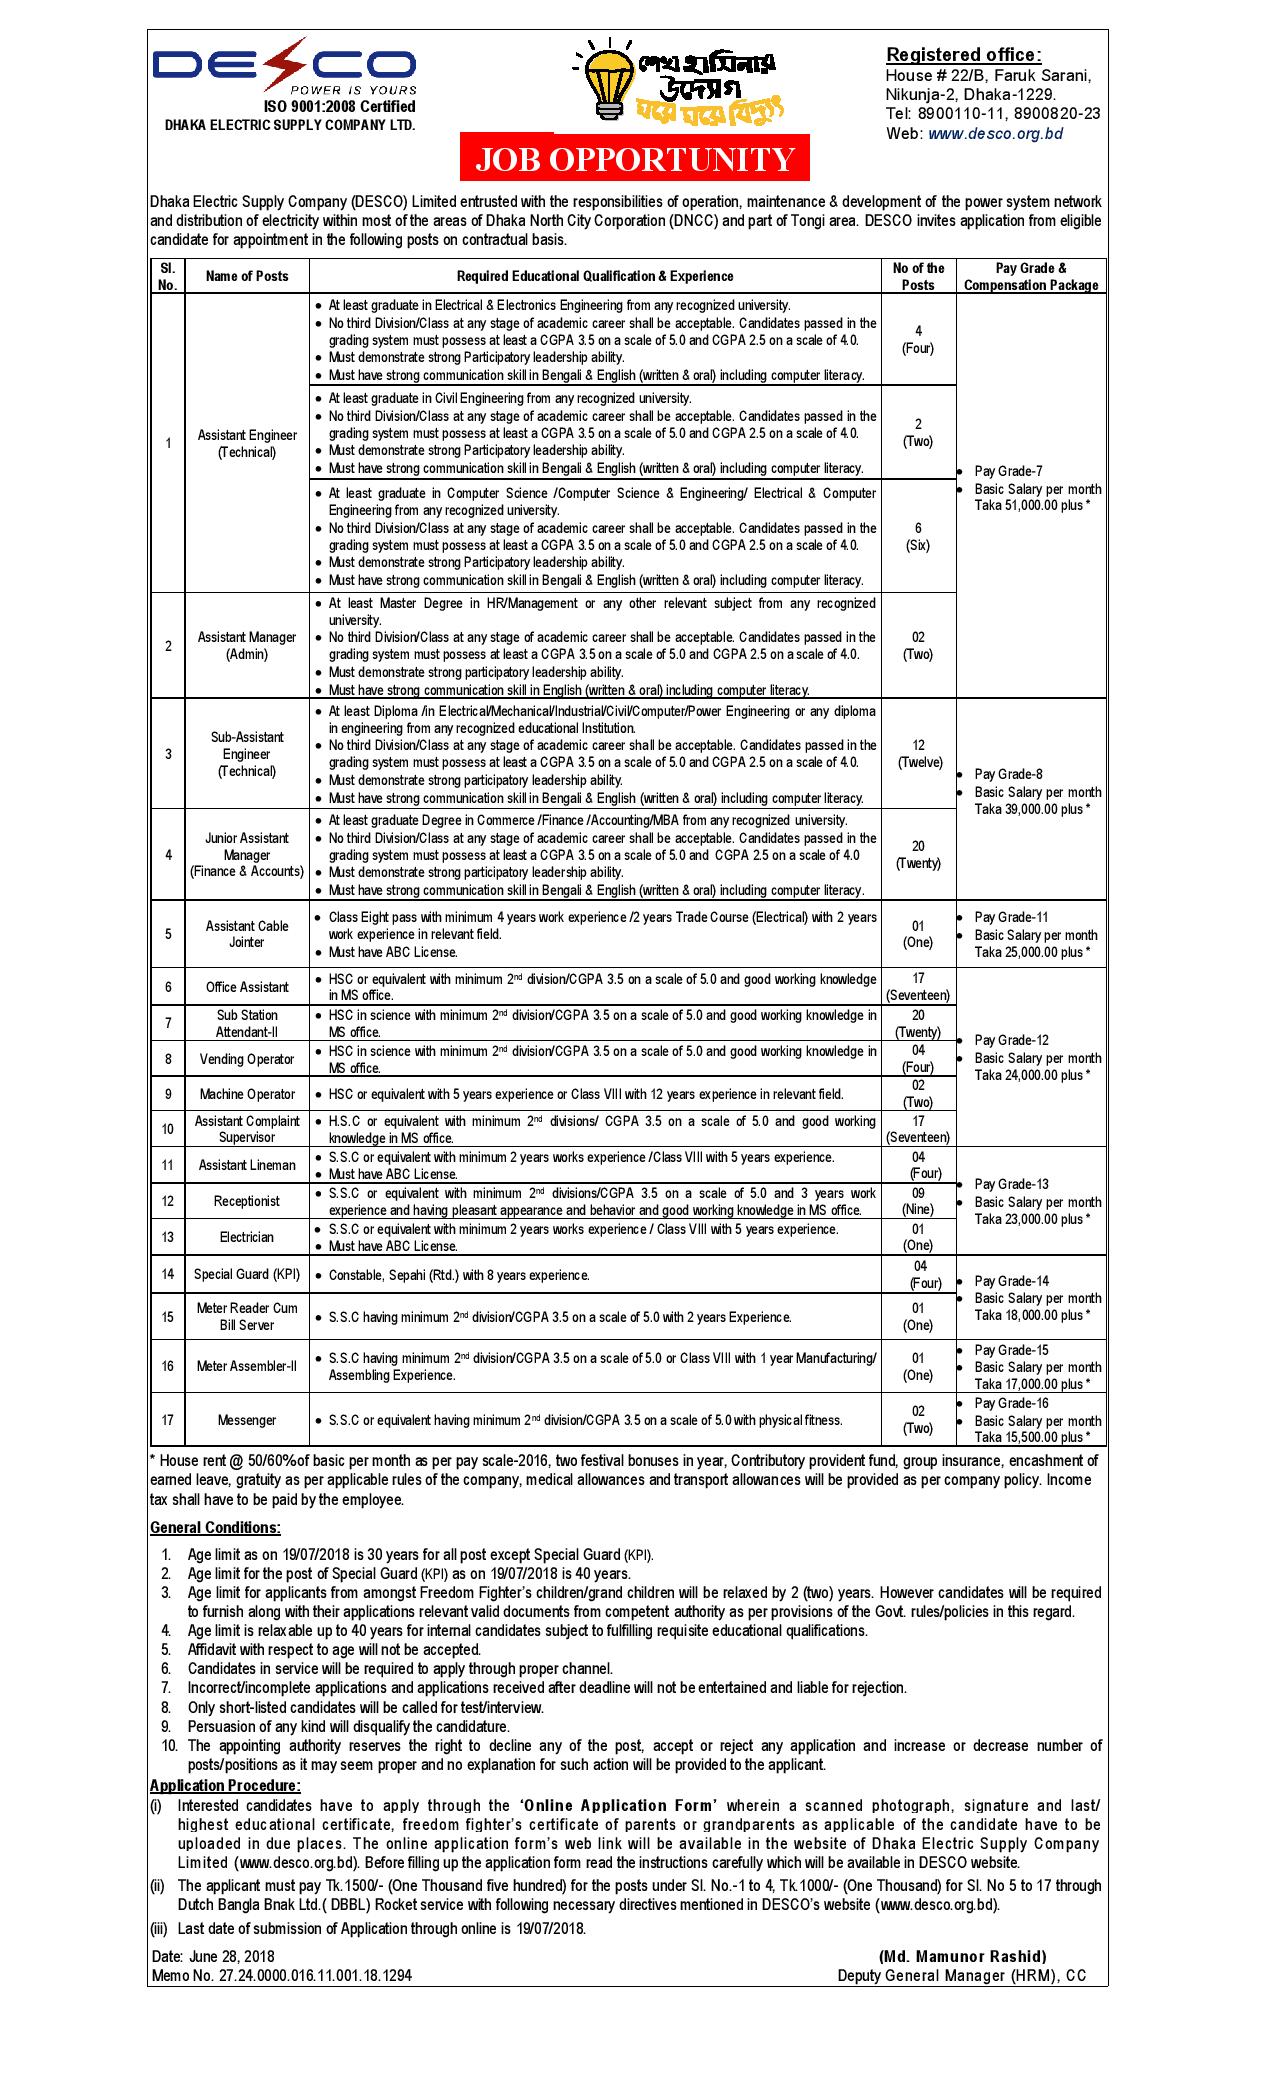 DESCO
POWER IS YOURS
ISO 9001:2008 Certified
DHAKA ELECTRIC SUPPLY COMPANY LTD.
শেখ হাসিনার
উদ্যোগ
ঘরে ঘরে বিদ্যুৎ
Registered office:
House # 22/B, Faruk Sarani,
Nikunja-2, Dhaka-1229.
Tel: 8900110-11, 8900820-23
Web: www.desco.org.bd
JOB OPPORTUNITY
Dhaka Electric Supply Company (DESCO) Limited entrusted with the responsibilities of operation, maintenance & development of the power system network
and distribution of electricity within most of the areas of Dhaka North City Corporation (DNCC) and part of Tongi area. DESCO invites application from eligible
candidate for appointment in the following posts on contractual basis.
Sl. No. Name of Posts Required Educational Qualification & Experience No of the Posts Pay Grade & Compensation Package
1
Assistant Engineer
(Technical)
• At least graduate in Electrical & Electronics Engineering from any recognized university.
• No third Division/Class at any stage of academic career shall be acceptable. Candidates passed in the
grading system must possess at least a CGPA 3.5 on a scale of 5.0 and CGPA 2.5 on a scale of 4.0.
• Must demonstrate strong Participatory leadership ability.
• Must have strong communication skill in Bengali & English (written & oral) including computer literacy.
4
(Four)
• At least graduate in Civil Engineering from any recognized university.
• No third Division/Class at any stage of academic career shall be acceptable. Candidates passed in the
grading system must possess at least a CGPA 3.5 on a scale of 5.0 and CGPA 2.5 on a scale of 4.0.
• Must demonstrate strong Participatory leadership ability.
• Must have strong communication skill in Bengali & English (written & oral) including computer literacy.
2
(Two)
• At least graduate in Computer Science /Computer Science & Engineering/ Electrical & Computer
Engineering from any recognized university.
• No third Division/Class at any stage of academic career shall be acceptable. Candidates passed in the
grading system must possess at least a CGPA 3.5 on a scale of 5.0 and CGPA 2.5 on a scale of 4.0.
• Must demonstrate strong Participatory leadership ability.
• Must have strong communication skill in Bengali & English (written & oral) including computer literacy.
6
(Six)
• Pay Grade-7
• Basic Salary per month
Taka 51,000.00 plus *
2
Assistant Manager
(Admin)
• At least Master Degree in HR/Management or any other relevant subject from any recognized
university.
• No third Division/Class at any stage of academic career shall be acceptable. Candidates passed in the
grading system must possess at least a CGPA 3.5 on a scale of 5.0 and CGPA 2.5 on a scale of 4.0.
• Must demonstrate strong participatory leadership ability.
• Must have strong communication skill in English (written & oral) including computer literacy.
02
(Two)
3
Sub-Assistant
Engineer
(Technical)
• At least Diploma /in Electrical/Mechanical/Industrial/Civil/Computer/Power Engineering or any diploma
in engineering from any recognized educational Institution.
• No third Division/Class at any stage of academic career shall be acceptable. Candidates passed in the
grading system must possess at least a CGPA 3.5 on a scale of 5.0 and CGPA 2.5 on a scale of 4.0.
• Must demonstrate strong participatory leadership ability.
• Must have strong communication skill in Bengali & English (written & oral) including computer literacy.
12
(Twelve)
• Pay Grade-8
• Basic Salary per month
Taka 39,000.00 plus *
4
Junior Assistant
Manager
(Finance & Accounts)
• At least graduate Degree in Commerce /Finance /Accounting/MBA from any recognized university.
• No third Division/Class at any stage of academic career shall be acceptable. Candidates passed in the
grading system must possess at least a CGPA 3.5 on a scale of 5.0 and CGPA 2.5 on a scale of 4.0
• Must demonstrate strong participatory leadership ability.
• Must have strong communication skill in Bengali & English (written & oral) including computer literacy.
20
(Twenty)
5
Assistant Cable
Jointer
• Class Eight pass with minimum 4 years work experience /2 years Trade Course (Electrical) with 2 years
work experience in relevant field.
• Must have ABC License.
01
(One)
• Pay Grade-11
• Basic Salary per month
Taka 25,000.00 plus *
6
Office Assistant
• HSC or equivalent with minimum 2nd division/CGPA 3.5 on a scale of 5.0 and good working knowledge
in MS office.
17
(Seventeen)
7
Sub Station
Attendant-II
• HSC in science with minimum 2nd division/CGPA 3.5 on a scale of 5.0 and good working knowledge in
MS office.
20
(Twenty)
8
Vending Operator
• HSC in science with minimum 2nd division/CGPA 3.5 on a scale of 5.0 and good working knowledge in
MS office.
04
(Four)
• Pay Grade-12
• Basic Salary per month
Taka 24,000.00 plus *
9
Machine Operator
• HSC or equivalent with 5 years experience or Class VIII with 12 years experience in relevant field.
02
(Two)
10
Assistant Complaint
Supervisor
• H.S.C or equivalent with minimum 2nd divisions/ CGPA 3.5 on a scale of 5.0 and good working
knowledge in MS office.
17
(Seventeen)
11
Assistant Lineman
• S.S.C or equivalent with minimum 2 years works experience /Class VIII with 5 years experience.
• Must have ABC License.
04
(Four)
12
Receptionist
• S.S.C or equivalent with minimum 2nd divisions/CGPA 3.5 on a scale of 5.0 and 3 years work
experience and having pleasant appearance and behavior and good working knowledge in MS office.
09
(Nine)
• Pay Grade-13
• Basic Salary per month
Taka 23,000.00 plus *
13
Electrician
• S.S.C or equivalent with minimum 2 years works experience / Class VIII with 5 years experience.
• Must have ABC License.
01
(One)
14
Special Guard (KPI)
• Constable, Sepahi (Rtd.) with 8 years experience.
04
(Four)
• Pay Grade-14
• Basic Salary per month
Taka 18,000.00 plus *
15
Meter Reader Cum
Bill Server
• S.S.C having minimum 2nd division/CGPA 3.5 on a scale of 5.0 with 2 years Experience.
01
(One)
16
Meter Assembler-II
• S.S.C having minimum 2nd division/CGPA 3.5 on a scale of 5.0 or Class VIII with 1 year Manufacturing/
Assembling Experience.
01
(One)
• Pay Grade-15
• Basic Salary per month
Taka 17,000.00 plus *
17
Messenger
• S.S.C or equivalent having minimum 2nd division/CGPA 3.5 on a scale of 5.0 with physical fitness.
02
(Two)
• Pay Grade-16
• Basic Salary per month
Taka 15,500.00 plus *
* House rent @ 50/60%of basic per month as per pay scale-2016, two festival bonuses in year, Contributory provident fund, group insurance, encashment of
earned leave, gratuity as per applicable rules of the company, medical allowances and transport allowances will be provided as per company policy. Income
tax shall have to be paid by the employee.
General Conditions:
1. Age limit as on 19/07/2018 is 30 years for all post except Special Guard (KPI).
2. Age limit for the post of Special Guard (KPI) as on 19/07/2018 is 40 years.
3. Age limit for applicants from amongst Freedom Fighter's children/grand children will be relaxed by 2 (two) years. However candidates will be required
to furnish along with their applications relevant valid documents from competent authority as per provisions of the Govt. rules/policies in this regard.
4. Age limit is relaxable up to 40 years for internal candidates subject to fulfilling requisite educational qualifications.
5. Affidavit with respect to age will not be accepted.
6. Candidates in service will be required to apply through proper channel.
7. Incorrect/incomplete applications and applications received after deadline will not be entertained and liable for rejection.
8. Only short-listed candidates will be called for test/interview.
9. Persuasion of any kind will disqualify the candidature.
10. The appointing authority reserves the right to decline any of the post, accept or reject any application and increase or decrease number of
posts/positions as it may seem proper and no explanation for such action will be provided to the applicant.
Application Procedure:
(i) Interested candidates have to apply through the ‘Online Application Form’ wherein a scanned photograph, signature and last/
highest educational certificate, freedom fighter's certificate of parents or grandparents as applicable of the candidate have to be
uploaded in due places. The online application form's web link will be available in the website of Dhaka Electric Supply Company
Limited (www.desco.org.bd). Before filling up the application form read the instructions carefully which will be available in DESCO website.
(ii) The applicant must pay Tk.1500/- (One Thousand five hundred) for the posts under Sl. No.-1 to 4, Tk.1000/- (One Thousand) for Sl. No 5 to 17 through
Dutch Bangla Bnak Ltd.( DBBL) Rocket service with following necessary directives mentioned in DESCO's website (www.desco.org.bd).
(iii) Last date of submission of Application through online is 19/07/2018.
Date: June 28, 2018
Memo No. 27.24.0000.016.11.001.18.1294
(Md. Mamunor Rashid)
Deputy General Manager (HRM), CC